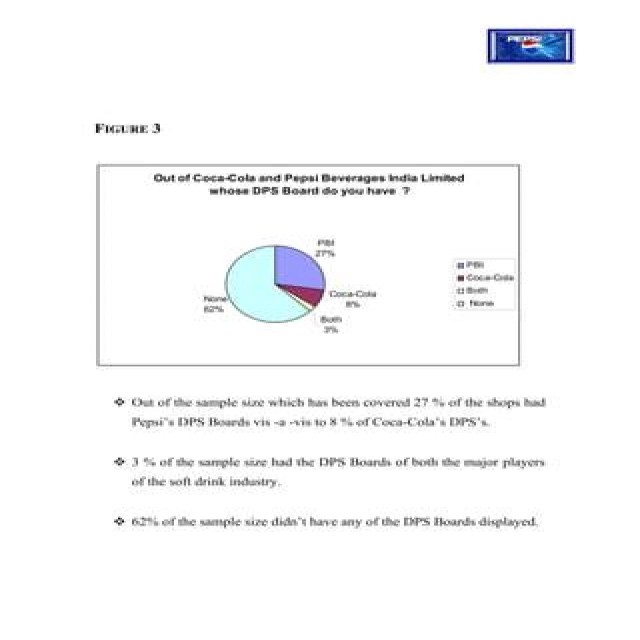 PEPSI
FIGURE 3
Out of Coca-Cola and Pepsi Beverages India Limited
whose DPS Board do you have ?
PBI
27%
Coca-Cola
8%
Both
3%
None
62%
PBI
Coca-Cola
Both
None
❖ Out of the sample size which has been covered 27 % of the shops had
Pepsi's DPS Boards vis -a -vis to 8 % of Coca-Cola's DPS's.
❖ 3 % of the sample size had the DPS Boards of both the major players
of the soft drink industry.
❖ 62% of the sample size didn't have any of the DPS Boards displayed.